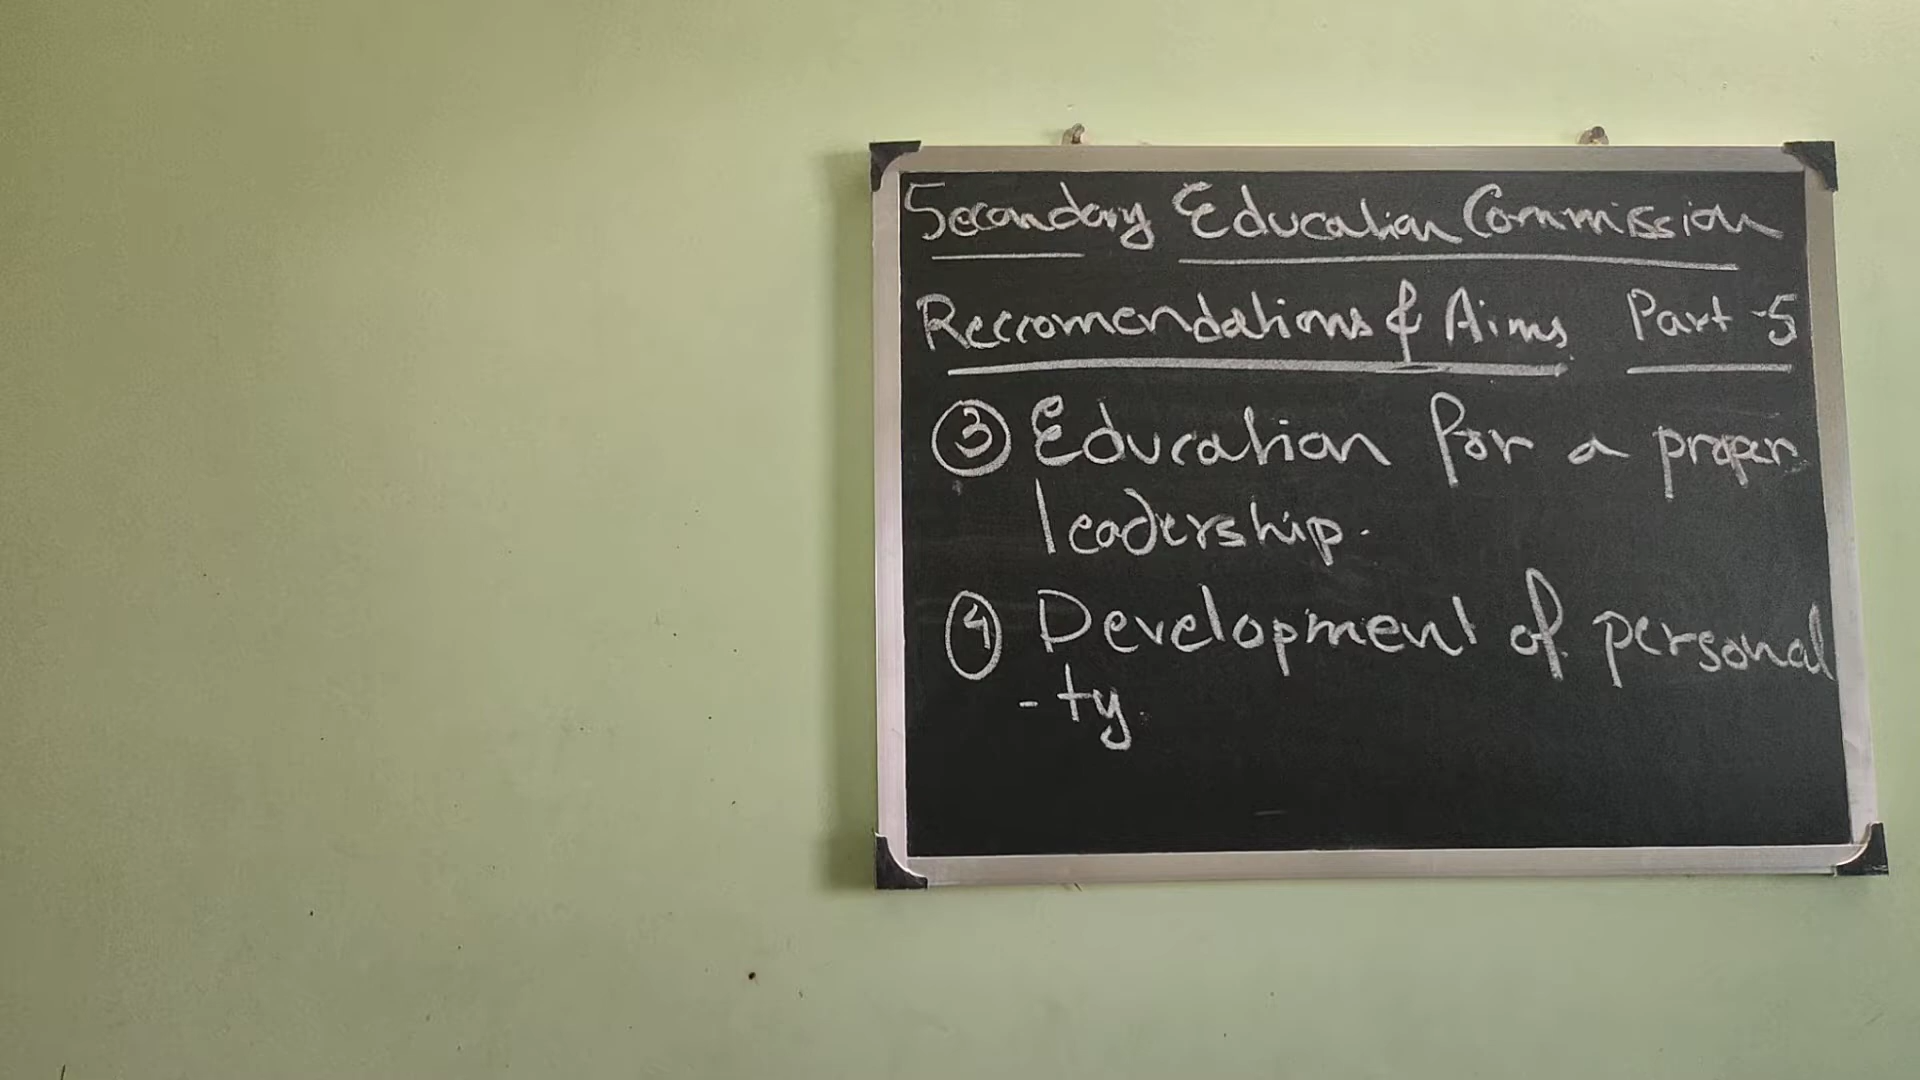 Secondary Education Commission
Reccomendations & Aims Part-5
③ Education for a proper
leadership.
④ Development of personal
-ty.